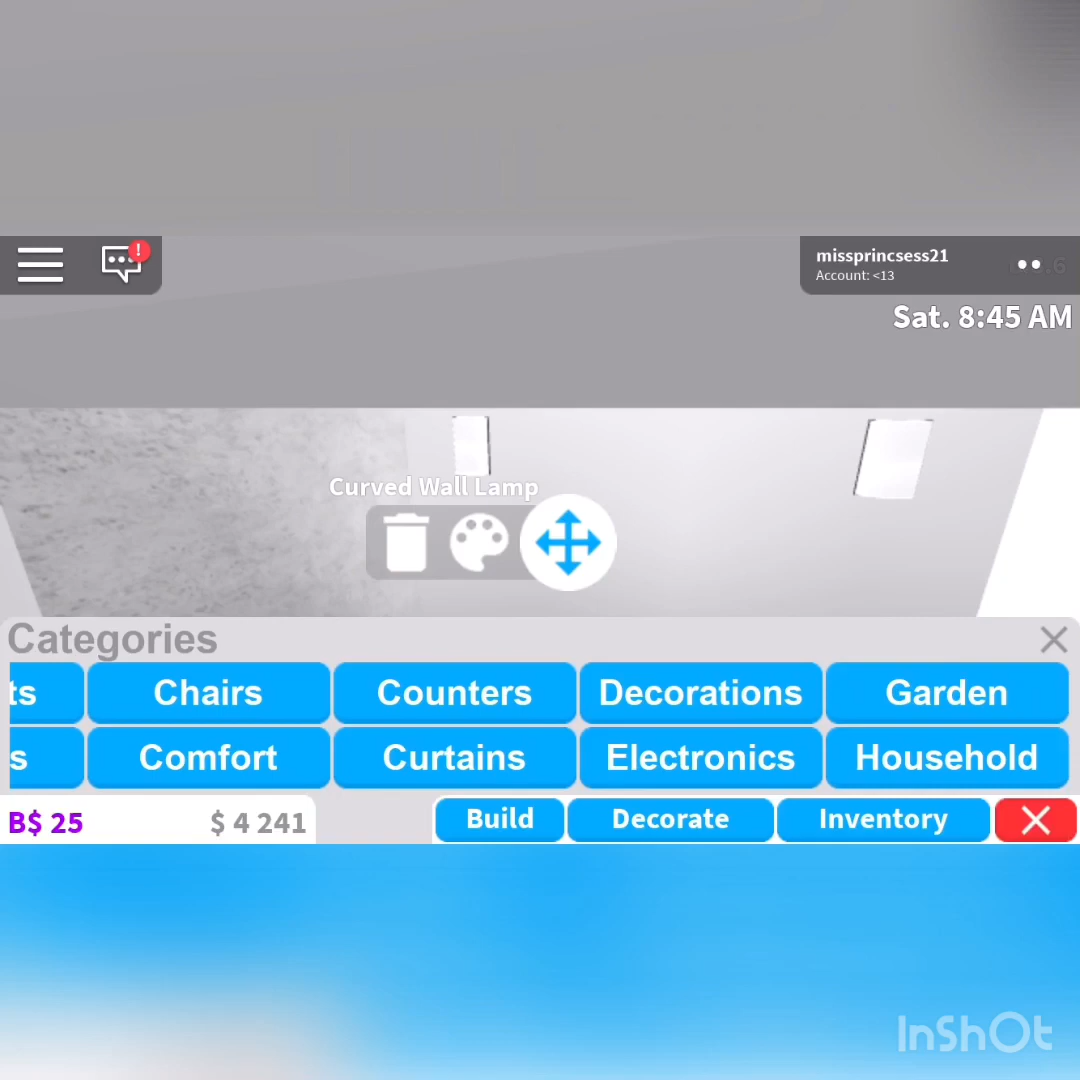 !
missprincsess21
Account: <13
Sat. 8:45 AM
Curved Wall Lamp
Categories
ts
Chairs
Counters
Decorations
Garden
s
Comfort
Curtains
Electronics
Household
B$ 25
$ 4 241
Build
Decorate
Inventory
InShOt